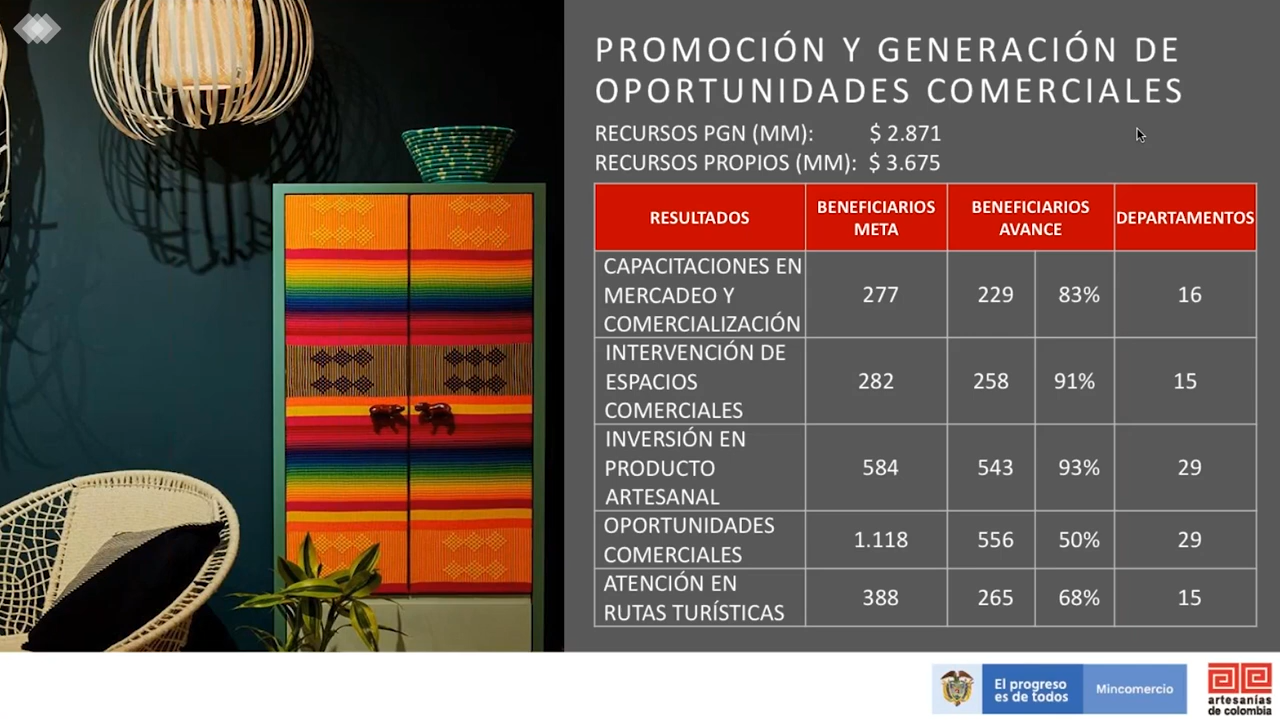 PROMOCIÓN Y GENERACIÓN DE
OPORTUNIDADES COMERCIALES
RECURSOS PGN (MM): $ 2.871
RECURSOS PROPIOS (MM): $ 3.675
RESULTADOS
BENEFICIARIOS
META
BENEFICIARIOS
AVANCE
DEPARTAMENTOS
CAPACITACIONES EN
MERCADEO Y
COMERCIALIZACIÓN
277
229
83%
16
INTERVENCIÓN DE
ESPACIOS
COMERCIALES
282
258
91%
15
INVERSIÓN EN
PRODUCTO
ARTESANAL
584
543
93%
29
OPORTUNIDADES
COMERCIALES
1.118
556
50%
29
ATENCIÓN EN
RUTAS TURÍSTICAS
388
265
68%
15
El progreso
es de todos
Mincomercio
artesanías
de colombia